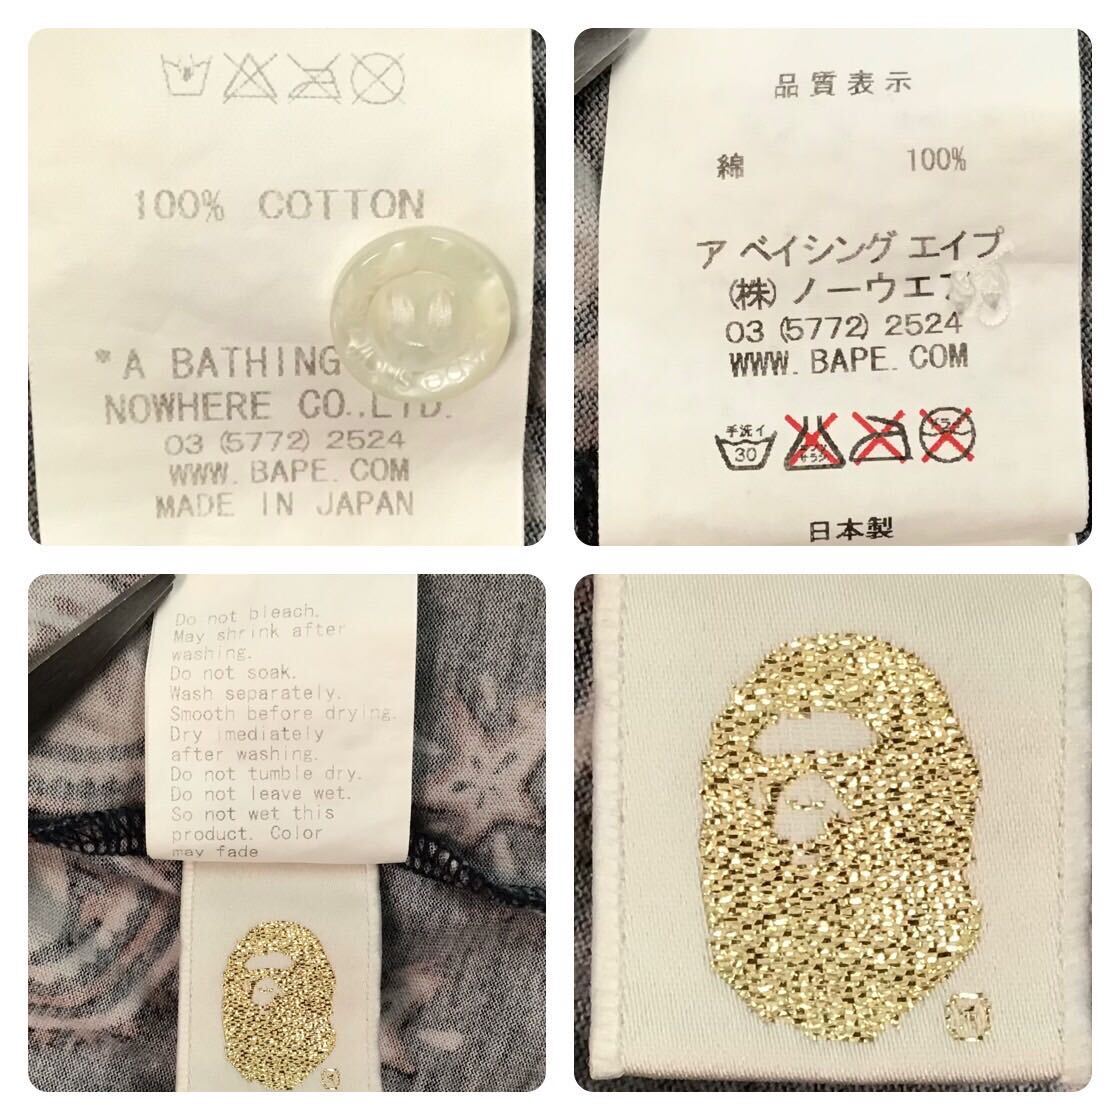 100% COTTON
*A BATHING
NOWHERE CO.,LTD.
03 (5772) 2524
WWW. BAPE. COM
MADE IN JAPAN
品質表示
綿 100%
ア ベイシング エイプ
(株) ノーウエア
03 (5772) 2524
WWW. BAPE. COM
手洗イ
30
日本製
Do not bleach.
May shrink after
washing.
Do not soak.
Wash separately.
Smooth before drying.
Dry imediately
after washing.
Do not tumble dry.
Do not leave wet.
So not wet this
product. Color
may fade